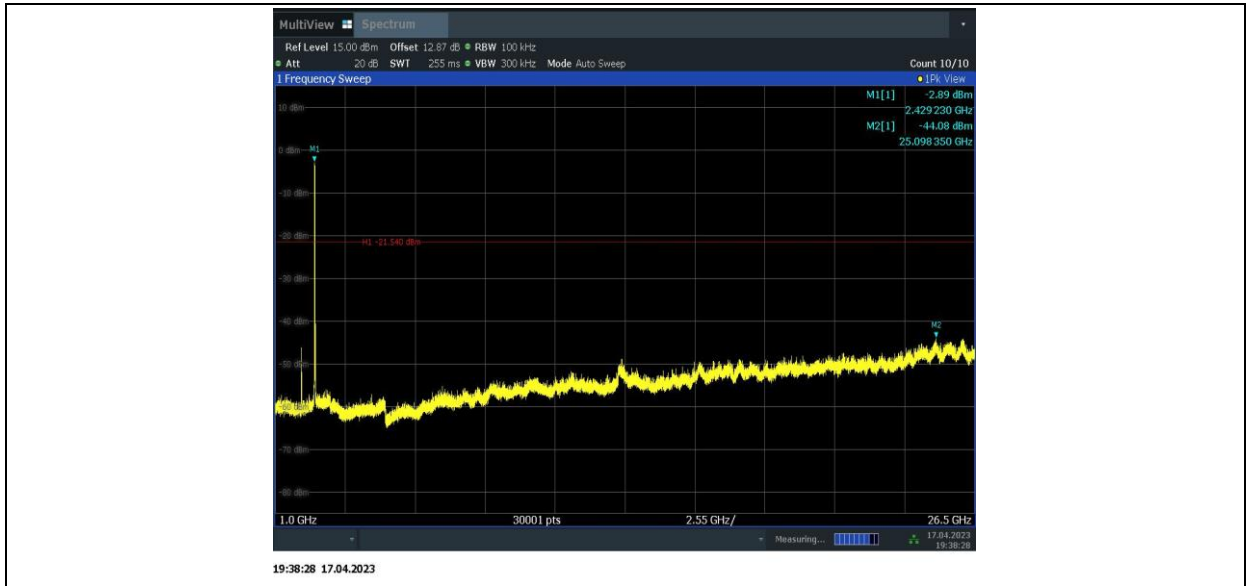 MultiView Spectrum
Ref Level 15.00 dBm Offset 12.87 dB RBW 100 kHz
Att 20 dB SWT 255 ms VBW 300 kHz Mode Auto Sweep Count 10/10
1 Frequency Sweep 1Pk View
M1[1] -2.89 dBm
10 dBm
2.429 230 GHz
M2[1] -44.08 dBm
25.098 350 GHz
0 dBm M1
-10 dBm
-20 dBm
H1 -21.540 dBm
-30 dBm
-40 dBm
M2
-50 dBm
-60 dBm
-70 dBm
-80 dBm
1.0 GHz 30001 pts 2.55 GHz/ 26.5 GHz
Measuring... 17.04.2023
19:38:28
19:38:28 17.04.2023